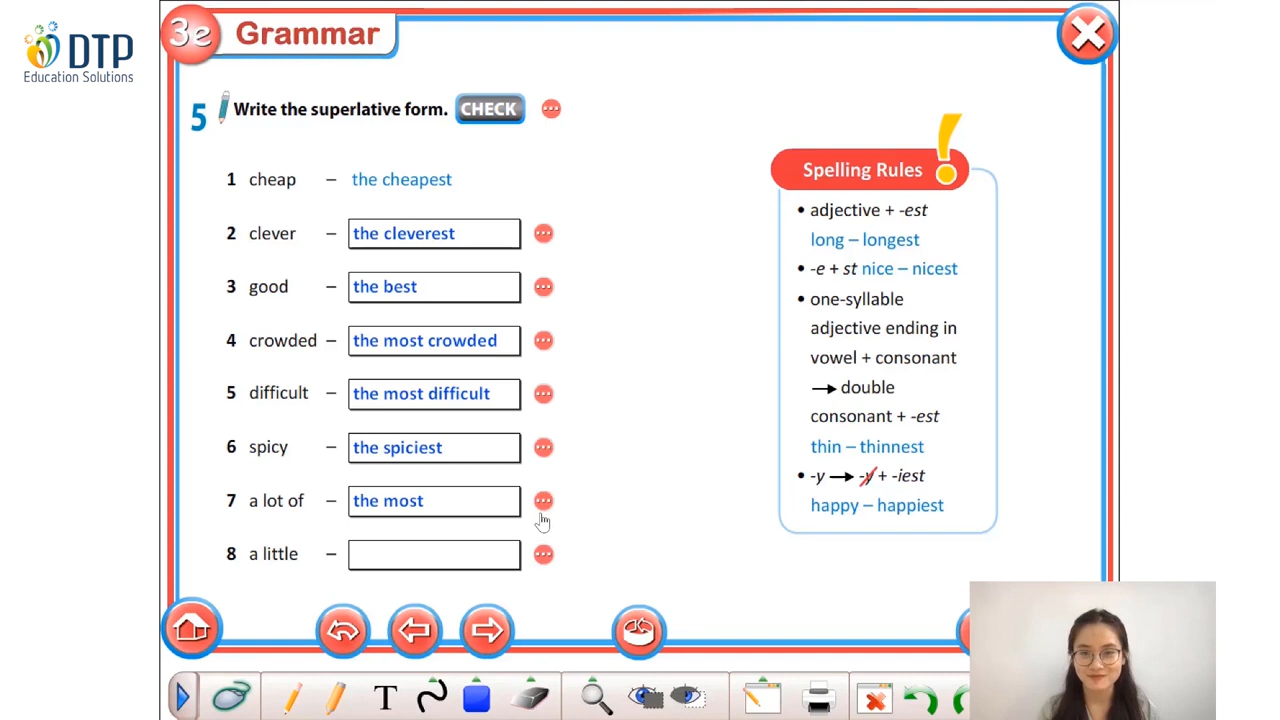 DTP
Education Solutions
3e Grammar
5 Write the superlative form. CHECK
1 cheap – the cheapest
2 clever – the cleverest
3 good – the best
4 crowded – the most crowded
5 difficult – the most difficult
6 spicy – the spiciest
7 a lot of – the most
8 a little –
Spelling Rules
• adjective + -est
long – longest
• -e + st nice – nicest
• one-syllable
adjective ending in
vowel + consonant
→ double
consonant + -est
thin – thinnest
• -y → -y + -iest
happy – happiest
T